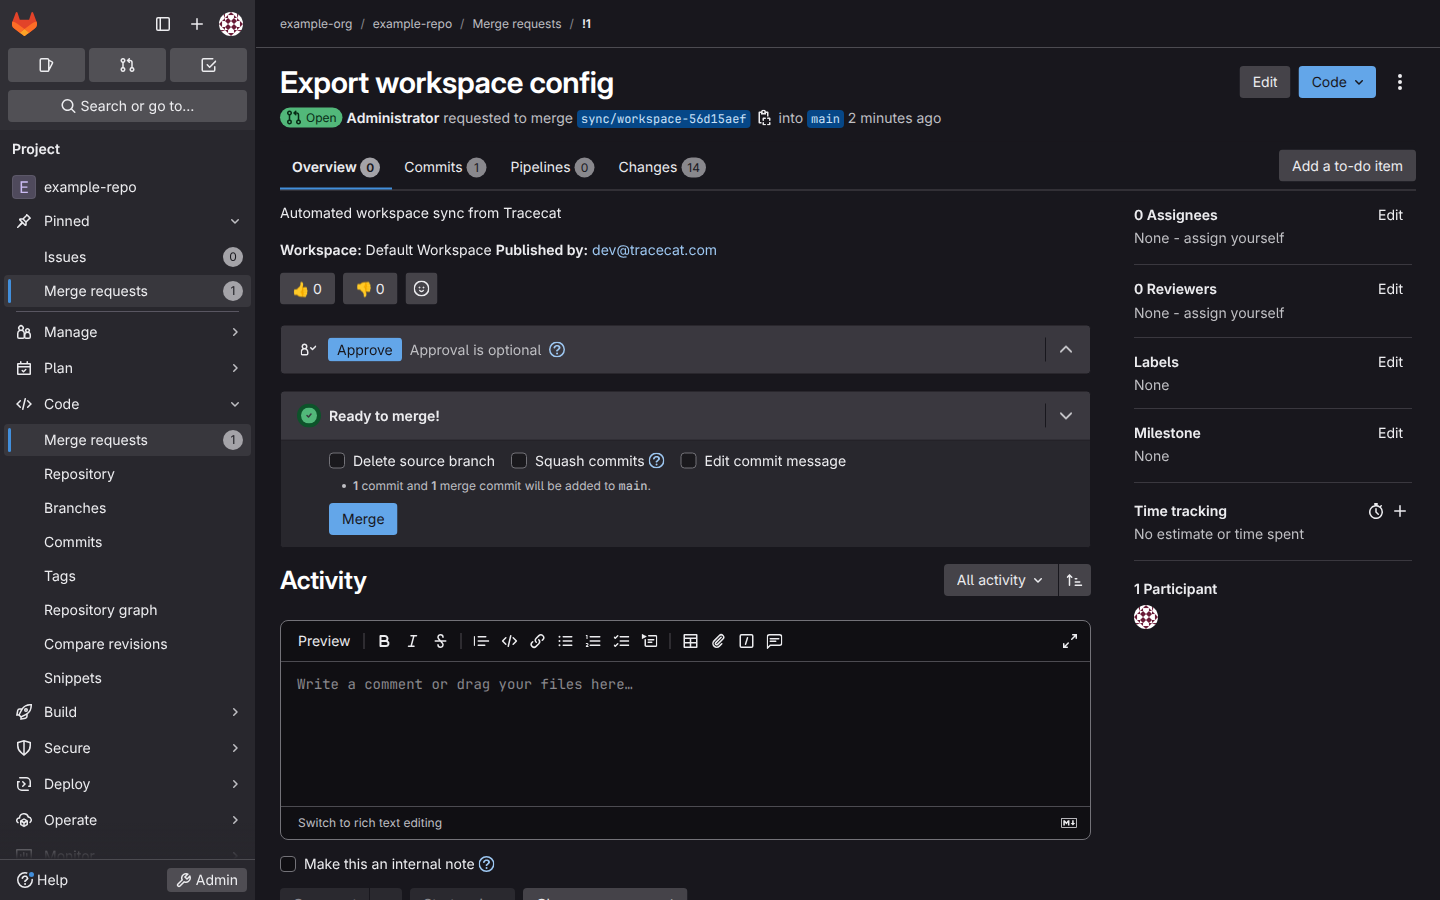 example-org / example-repo / Merge requests / !1
Search or go to...
Project
E example-repo
Pinned
Issues 0
Merge requests 1
Manage
Plan
Code
Merge requests 1
Repository
Branches
Commits
Tags
Repository graph
Compare revisions
Snippets
Build
Secure
Deploy
Operate
Monitor
Help
Admin
Export workspace config
Edit
Code
Open Administrator requested to merge sync/workspace-56d15aef into main 2 minutes ago
Overview 0 Commits 1 Pipelines 0 Changes 14
Add a to-do item
Automated workspace sync from Tracecat
Workspace: Default Workspace Published by: dev@tracecat.com
👍 0 👎 0
Approve Approval is optional
Ready to merge!
Delete source branch Squash commits Edit commit message
• 1 commit and 1 merge commit will be added to main.
Merge
Activity
All activity
Preview
Write a comment or drag your files here…
Switch to rich text editing
Make this an internal note
0 Assignees Edit
None - assign yourself
0 Reviewers Edit
None - assign yourself
Labels Edit
None
Milestone Edit
None
Time tracking
No estimate or time spent
1 Participant